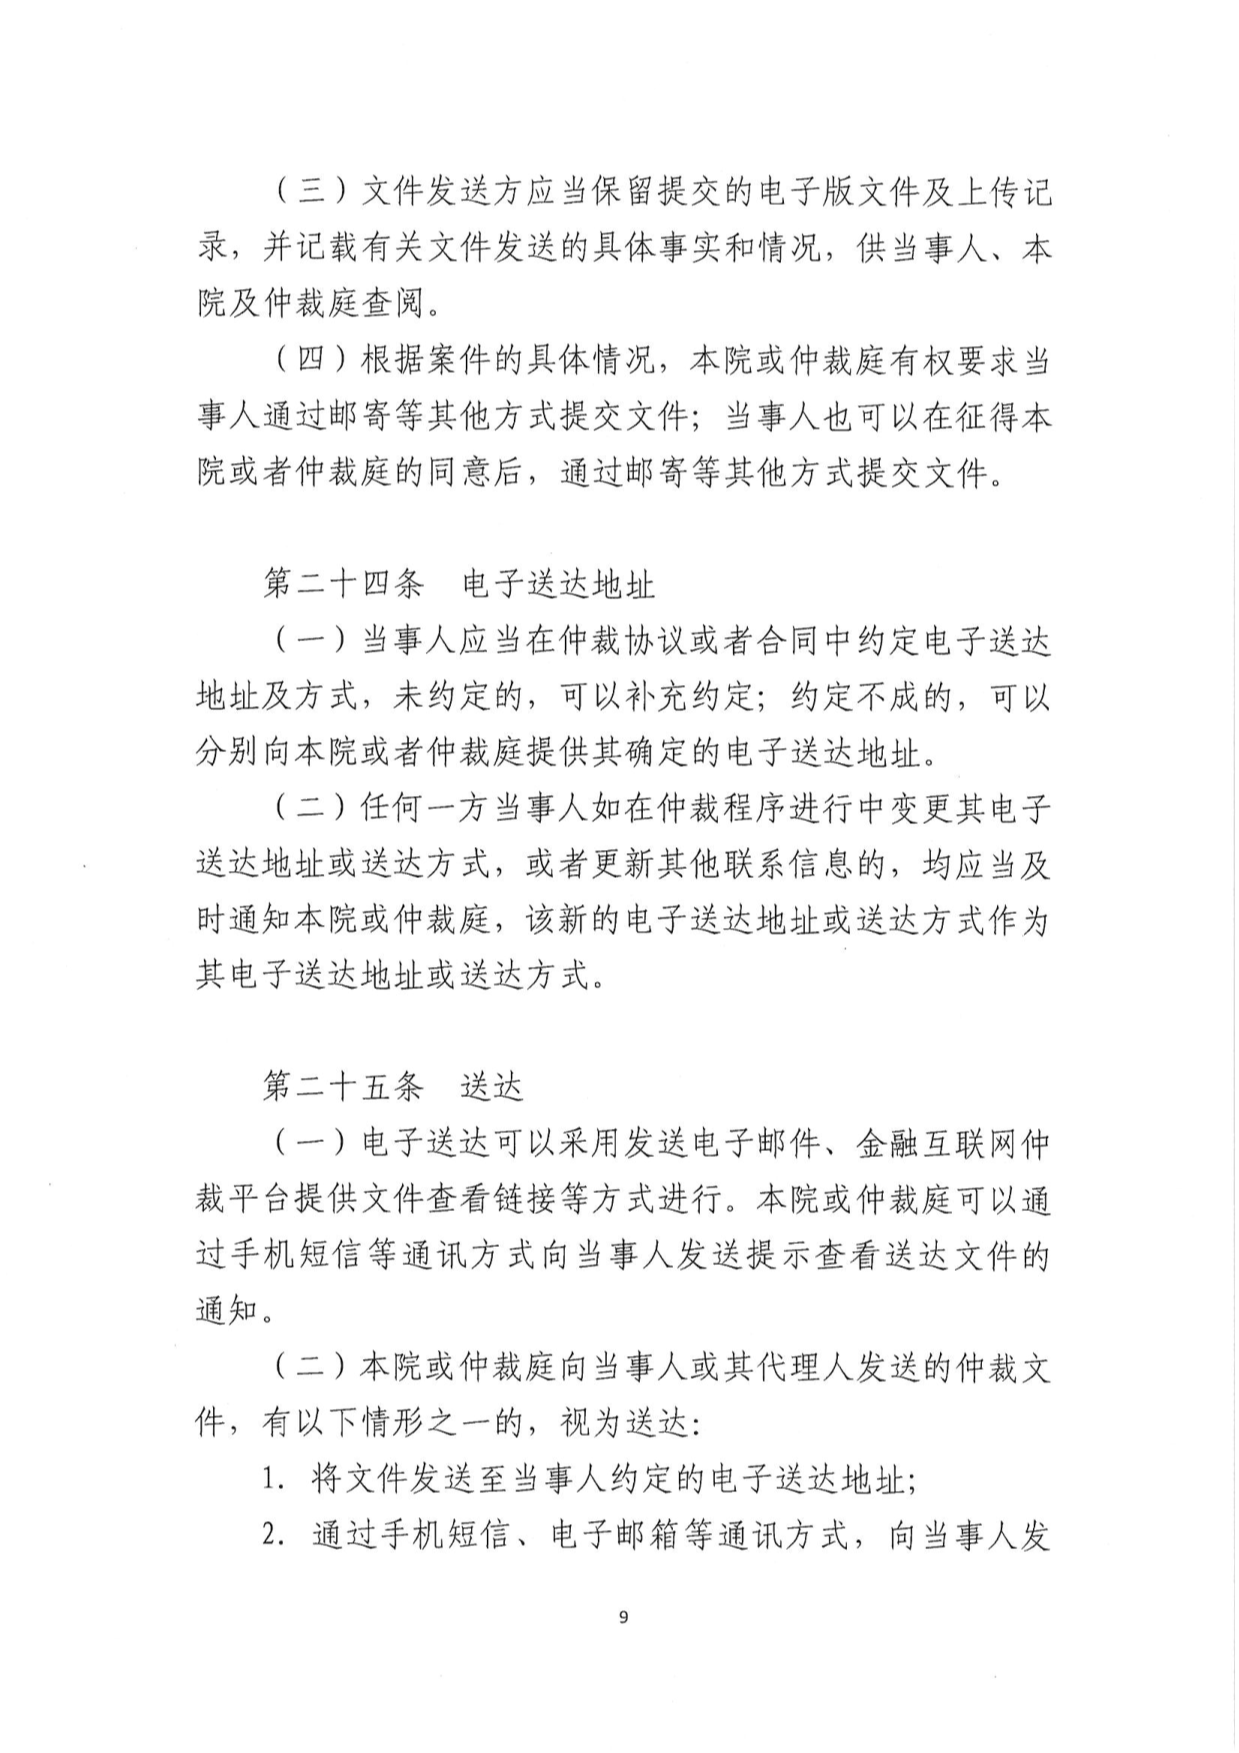 （三）文件发送方应当保留提交的电子版文件及上传记
录，并记载有关文件发送的具体事实和情况，供当事人、本
院及仲裁庭查阅。
（四）根据案件的具体情况，本院或仲裁庭有权要求当
事人通过邮寄等其他方式提交文件；当事人也可以在征得本
院或者仲裁庭的同意后，通过邮寄等其他方式提交文件。
第二十四条　电子送达地址
（一）当事人应当在仲裁协议或者合同中约定电子送达
地址及方式，未约定的，可以补充约定；约定不成的，可以
分别向本院或者仲裁庭提供其确定的电子送达地址。
（二）任何一方当事人如在仲裁程序进行中变更其电子
送达地址或送达方式，或者更新其他联系信息的，均应当及
时通知本院或仲裁庭，该新的电子送达地址或送达方式作为
其电子送达地址或送达方式。
第二十五条　送达
（一）电子送达可以采用发送电子邮件、金融互联网仲
裁平台提供文件查看链接等方式进行。本院或仲裁庭可以通
过手机短信等通讯方式向当事人发送提示查看送达文件的
通知。
（二）本院或仲裁庭向当事人或其代理人发送的仲裁文
件，有以下情形之一的，视为送达：
1. 将文件发送至当事人约定的电子送达地址；
2. 通过手机短信、电子邮箱等通讯方式，向当事人发
9